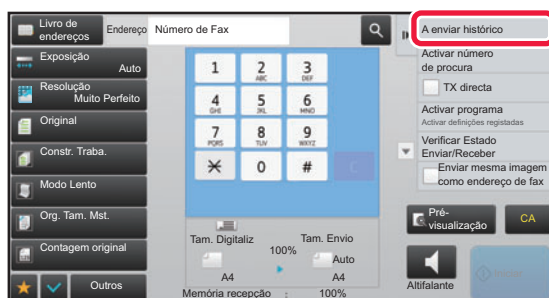 Livro de
endereços
Endereço
Número de Fax
A enviar histórico
Exposição
Auto
Resolução
Muito Perfeito
Original
Constr. Traba.
Modo Lento
Org. Tam. Mst.
Contagem original
Outros
1
2
ABC
3
DEF
4
GHI
5
JKL
6
MNO
7
PQRS
8
TUV
9
WXYZ
0
#
C
Tam. Digitaliz
100%
Tam. Envio
Auto
A4
A4
Memória recepção : 100%
Activar número
de procura
TX directa
Activar programa
Activar definições registadas
Verificar Estado
Enviar/Receber
Enviar mesma imagem
como endereço de fax
Pré-
visualização
CA
Altifalante